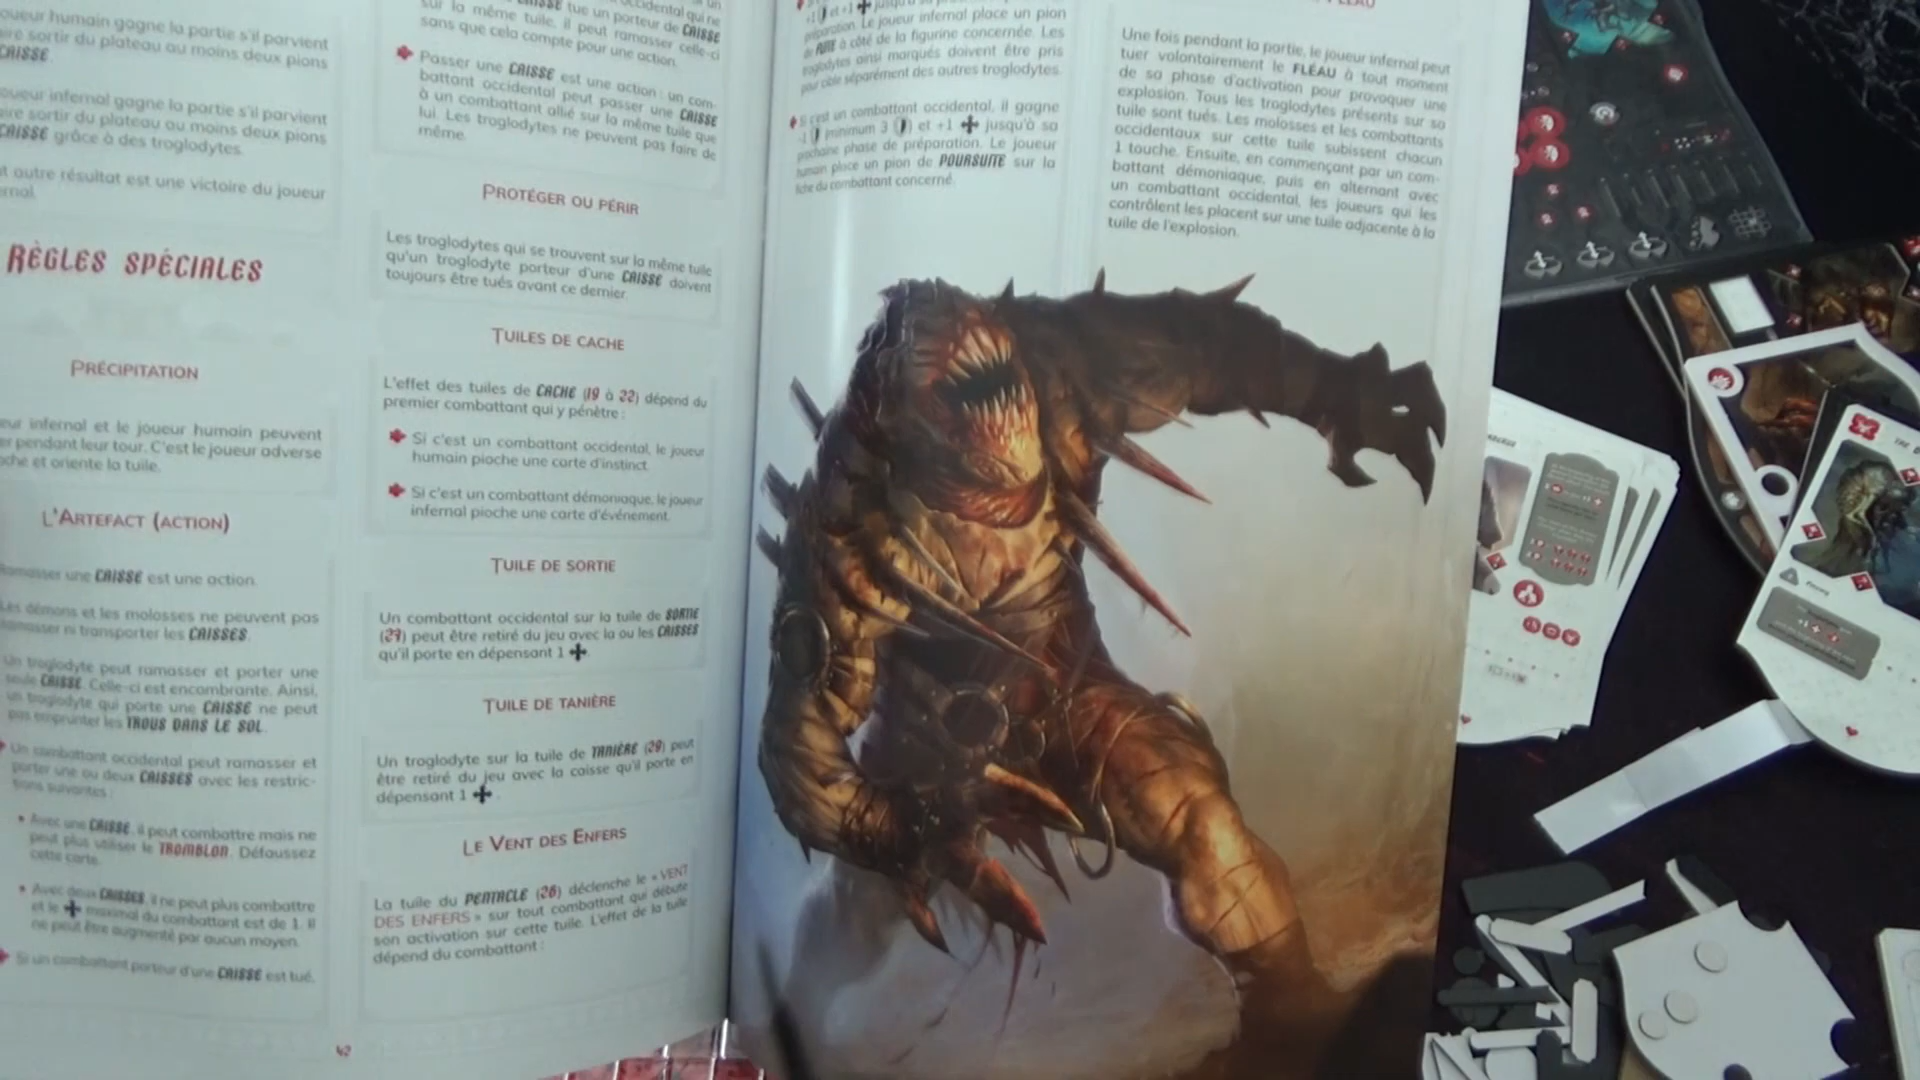 joueur humain gagne la partie s'il parvient
faire sortir du plateau au moins deux pions
CAISSE.
joueur infernal gagne la partie s'il parvient
faire sortir du plateau au moins deux pions
CAISSE grâce à des troglodytes.
outre résultat est une victoire du joueur
RÈGLES SPÉCIALES
PRÉCIPITATION
infernal et le joueur humain peuvent
pendant leur tour. C'est le joueur adverse
et oriente la tuile.
L'ARTEFACT (ACTION)
Ramasser une CAISSE est une action.
Les démons et les molosses ne peuvent pas
ramasser ni transporter les CAISSES.
Un troglodyte peut ramasser et porter une
seule CAISSE. Celle-ci est encombrante. Ainsi,
un troglodyte qui porte une CAISSE ne peut
pas emprunter les TROUS DANS LE SOL.
Un combattant occidental peut ramasser et
porter une ou deux CAISSES avec les restric-
tions suivantes :
Avec une CAISSE, il peut combattre mais ne
peut plus utiliser le TROMBLON. Défaussez
cette carte.
Avec deux CAISSES, il ne peut plus combattre
et le maximal du combattant est de 1. Il
ne peut être augmenté par aucun moyen.
Si un combattant porteur d'une CAISSE est tué,
42
tue un porteur de CAISSE
sur la même tuile, il peut ramasser celle-ci
sans que cela compte pour une action.
Passer une CAISSE est une action : un com-
battant occidental peut passer une CAISSE
à un combattant allié sur la même tuile que
lui. Les troglodytes ne peuvent pas faire de
même.
PROTÉGER OU PÉRIR
Les troglodytes qui se trouvent sur la même tuile
qu'un troglodyte porteur d'une CAISSE doivent
toujours être tués avant ce dernier.
TUILES DE CACHE
L'effet des tuiles de CACHE (19 à 22) dépend du
premier combattant qui y pénètre :
Si c'est un combattant occidental, le joueur
humain pioche une carte d'instinct.
Si c'est un combattant démoniaque, le joueur
infernal pioche une carte d'événement.
TUILE DE SORTIE
Un combattant occidental sur la tuile de SORTIE
(27) peut être retiré du jeu avec la ou les CAISSES
qu'il porte en dépensant 1
TUILE DE TANIÈRE
Un troglodyte sur la tuile de TANIÈRE (29) peut
être retiré du jeu avec la caisse qu'il porte en
dépensant 1
LE VENT DES ENFERS
La tuile du PENTACLE (26) déclenche le « VENT
DES ENFERS » sur tout combattant qui débute
son activation sur cette tuile. L'effet de la tuile
dépend du combattant :
préparation. Le joueur infernal place un pion
de FUITE à côté de la figurine concernée. Les
troglodytes ainsi marqués doivent être pris
pour cible séparément des autres troglodytes.
Si c'est un combattant occidental, il gagne
-1 (minimum 3) et +1 jusqu'à sa
prochaine phase de préparation. Le joueur
humain place un pion de POURSUITE sur la
fiche du combattant concerné.
FLÉAU
Une fois pendant la partie, le joueur infernal peut
tuer volontairement le FLÉAU à tout moment
de sa phase d'activation pour provoquer une
explosion. Tous les troglodytes présents sur sa
tuile sont tués. Les molosses et les combattants
occidentaux sur cette tuile subissent chacun
1 touche. Ensuite, en commençant par un com-
battant démoniaque, puis en alternant avec
un combattant occidental, les joueurs qui les
contrôlent les placent sur une tuile adjacente à la
tuile de l'explosion.